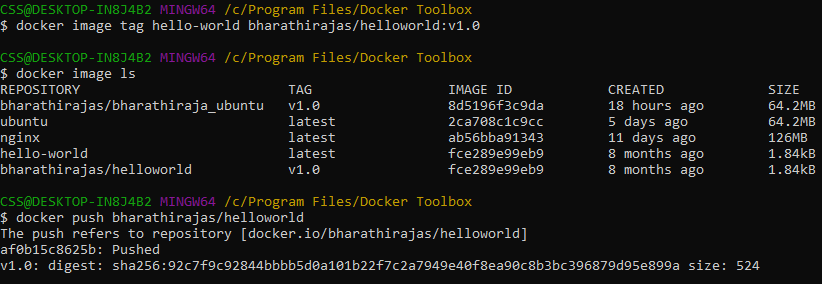 CSS@DESKTOP-IN8J4B2 MINGW64 /c/Program Files/Docker Toolbox
$ docker image tag hello-world bharathirajas/helloworld:v1.0
CSS@DESKTOP-IN8J4B2 MINGW64 /c/Program Files/Docker Toolbox
$ docker image ls
REPOSITORY TAG IMAGE ID CREATED SIZE
bharathirajas/bharathiraja_ubuntu v1.0 8d5196f3c9da 18 hours ago 64.2MB
ubuntu latest 2ca708c1c9cc 5 days ago 64.2MB
nginx latest ab56bba91343 11 days ago 126MB
hello-world latest fce289e99eb9 8 months ago 1.84kB
bharathirajas/helloworld v1.0 fce289e99eb9 8 months ago 1.84kB
CSS@DESKTOP-IN8J4B2 MINGW64 /c/Program Files/Docker Toolbox
$ docker push bharathirajas/helloworld
The push refers to repository [docker.io/bharathirajas/helloworld]
af0b15c8625b: Pushed
v1.0: digest: sha256:92c7f9c92844bbbb5d0a101b22f7c2a7949e40f8ea90c8b3bc396879d95e899a size: 524